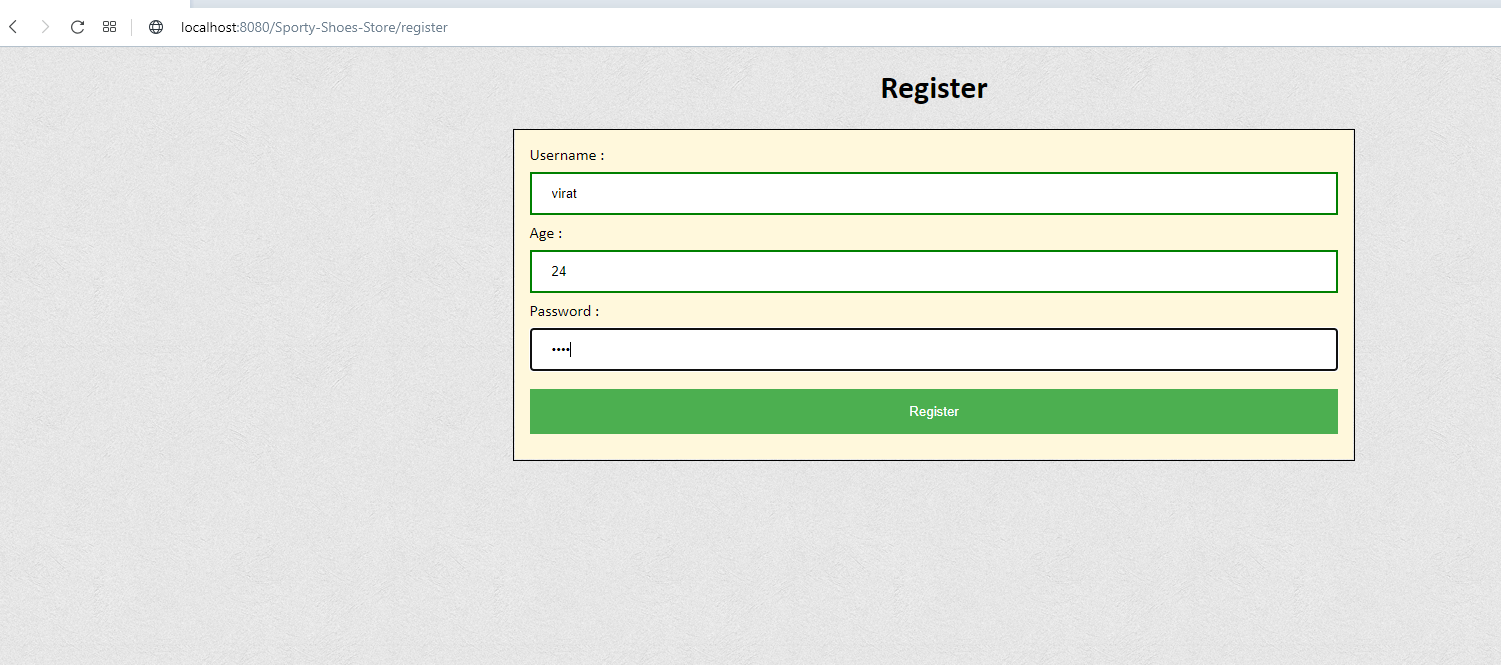 localhost:8080/Sporty-Shoes-Store/register
Register
Username :
virat
Age :
24
Password :
••••
Register